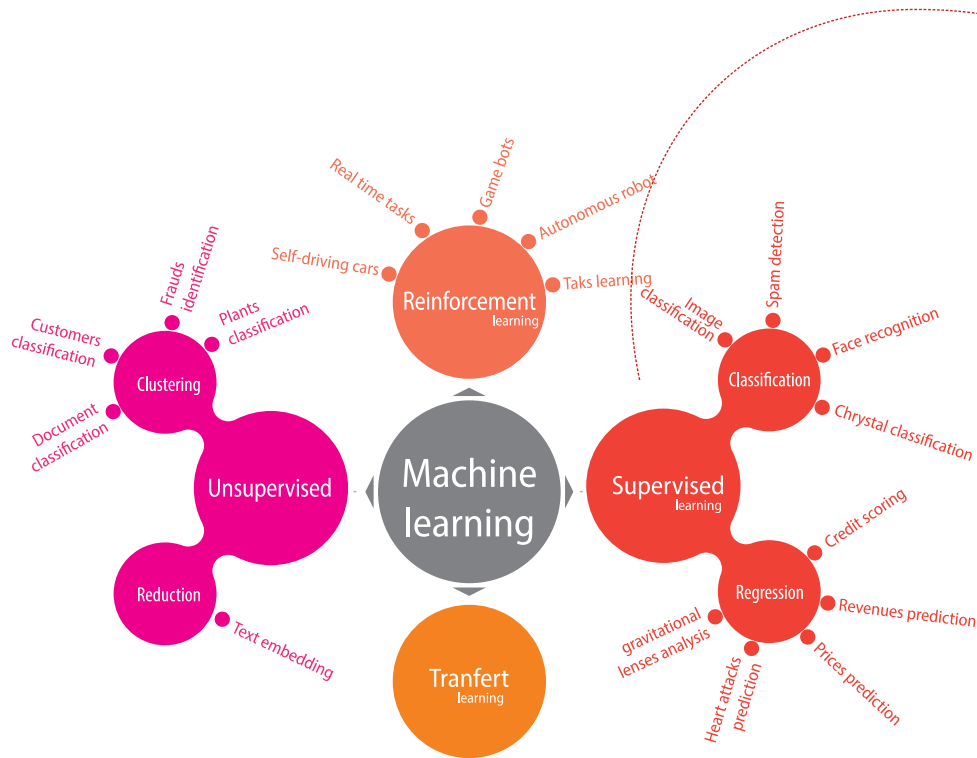 Game bots
Real time tasks
Autonomous robot
Self-driving cars
Taks learning
Reinforcement
learning
Frauds
identification
Plants
classification
Customers
classification
Document
classification
Clustering
Unsupervised
Reduction
Text embedding
Machine
learning
Tranfert
learning
Spam detection
Image
classification
Face recognition
Chrystal classification
Classification
Supervised
learning
Regression
Credit scoring
Revenues prediction
Prices prediction
Heart attacks
prediction
gravitational
lenses analysis